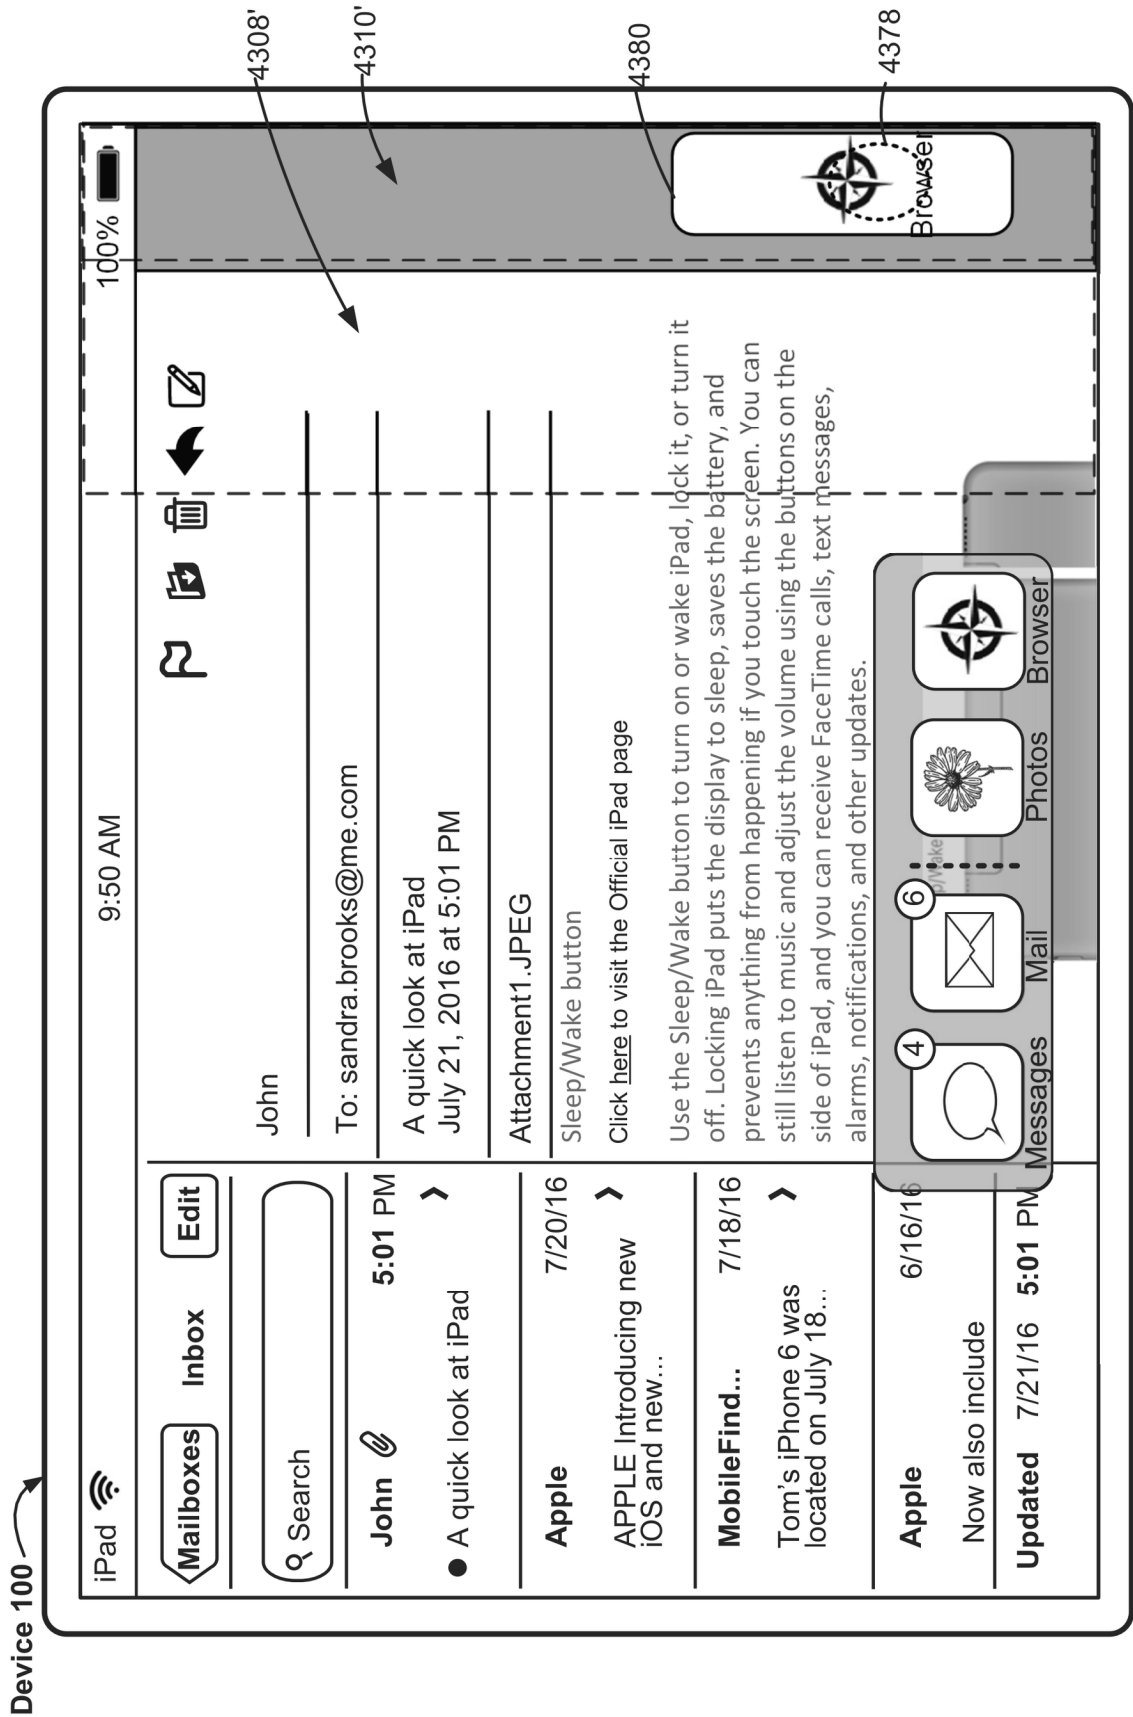 Device 100
iPad
9:50 AM
100%
Mailboxes
Inbox
Edit
Search
John
5:01 PM
A quick look at iPad
Apple
7/20/16
APPLE Introducing new
iOS and new...
MobileFind...
7/18/16
Tom's iPhone 6 was
located on July 18...
Apple
6/16/16
Now also include
Updated 7/21/16 5:01 PM
John
To: sandra.brooks@me.com
A quick look at iPad
July 21, 2016 at 5:01 PM
Attachment1.JPEG
Sleep/Wake button
Click here to visit the Official iPad page
Use the Sleep/Wake button to turn on or wake iPad, lock it, or turn it
off. Locking iPad puts the display to sleep, saves the battery, and
prevents anything from happening if you touch the screen. You can
still listen to music and adjust the volume using the buttons on the
side of iPad, and you can receive FaceTime calls, text messages,
alarms, notifications, and other updates.
p/Wake
4
Messages
6
Mail
Photos
Browser
Browser
4308'
4310'
4380
4378